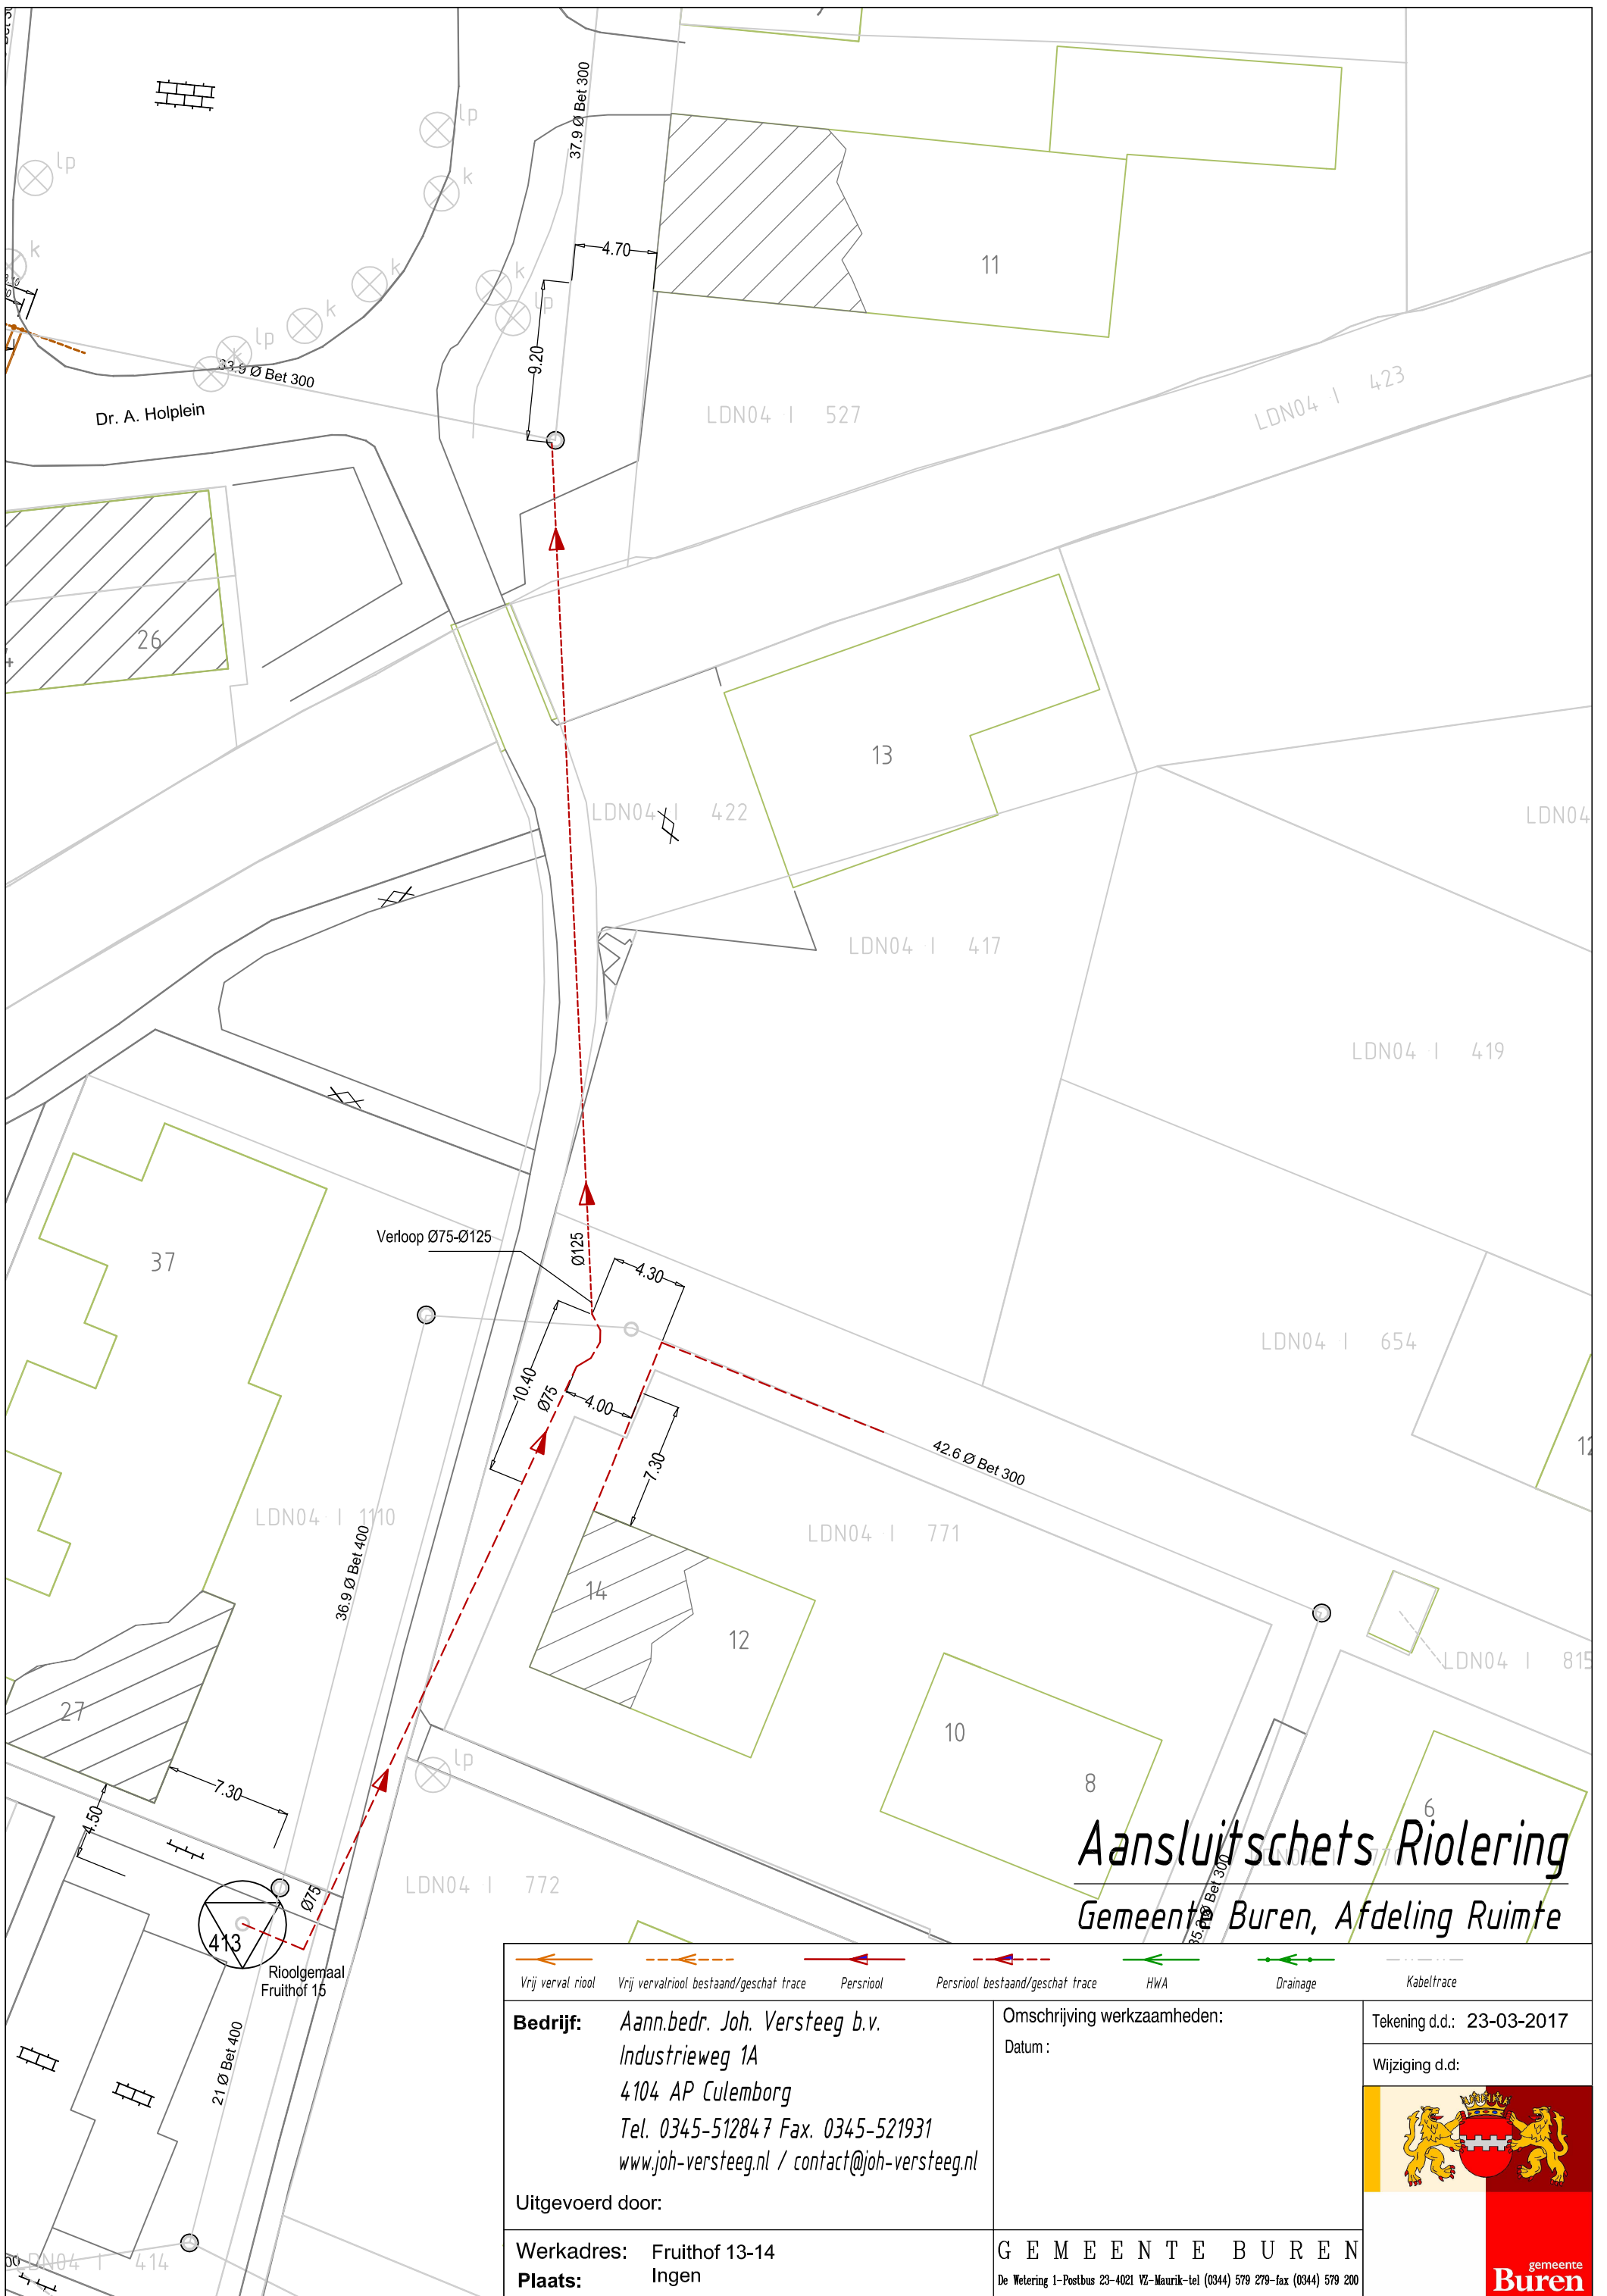 37.9 Ø Bet 300
lp
lp
k
k
k
k
k
lp
lp
4.70
11
9.20
63.9 Ø Bet 300
Dr. A. Holplein
LDN04 I 527
LDN04 I 423
26
13
LDN04 I 422
LDN04
LDN04 I 417
LDN04 I 419
Verloop Ø75-Ø125
Ø125
37
4.30
LDN04 I 654
10.40
Ø75
4.00
7.30
42.6 Ø Bet 300
12
LDN04 I 1110
LDN04 I 771
36.9 Ø Bet 400
14
12
LDN04 I 815
27
10
8
6
7.30
4.50
Aansluitschets Riolering
LDN04 I 772
Ø75
Gemeente Buren, Afdeling Ruimte
413
Rioolgemaal
Fruithof 15
21 Ø Bet 400
LDN04 I 414
Vrij verval riool
Vrij vervalriool bestaand/geschat trace
Persriool
Persriool bestaand/geschat trace
HWA
Drainage
Kabeltrace
Bedrijf: Aann.bedr. Joh. Versteeg b.v.
Industrieweg 1A
4104 AP Culemborg
Tel. 0345-512847 Fax. 0345-521931
www.joh-versteeg.nl / contact@joh-versteeg.nl
Uitgevoerd door:
Omschrijving werkzaamheden:
Datum :
Tekening d.d.: 23-03-2017
Wijziging d.d:
Werkadres: Fruithof 13-14
Plaats: Ingen
GEMEENTE BUREN
De Wetering 1-Postbus 23-4021 VZ-Maurik-tel (0344) 579 279-fax (0344) 579 200
gemeente
Buren